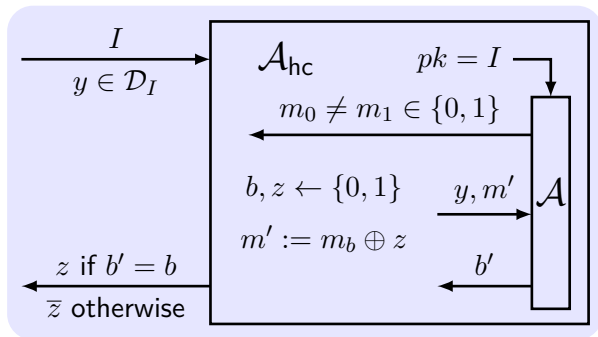 I
y ∈ 𝒟_I
𝒜_hc
pk = I
m_0 ≠ m_1 ∈ {0, 1}
b, z ← {0, 1}
y, m′
𝒜
m′ := m_b ⊕ z
z if b′ = b
b′
z̅ otherwise